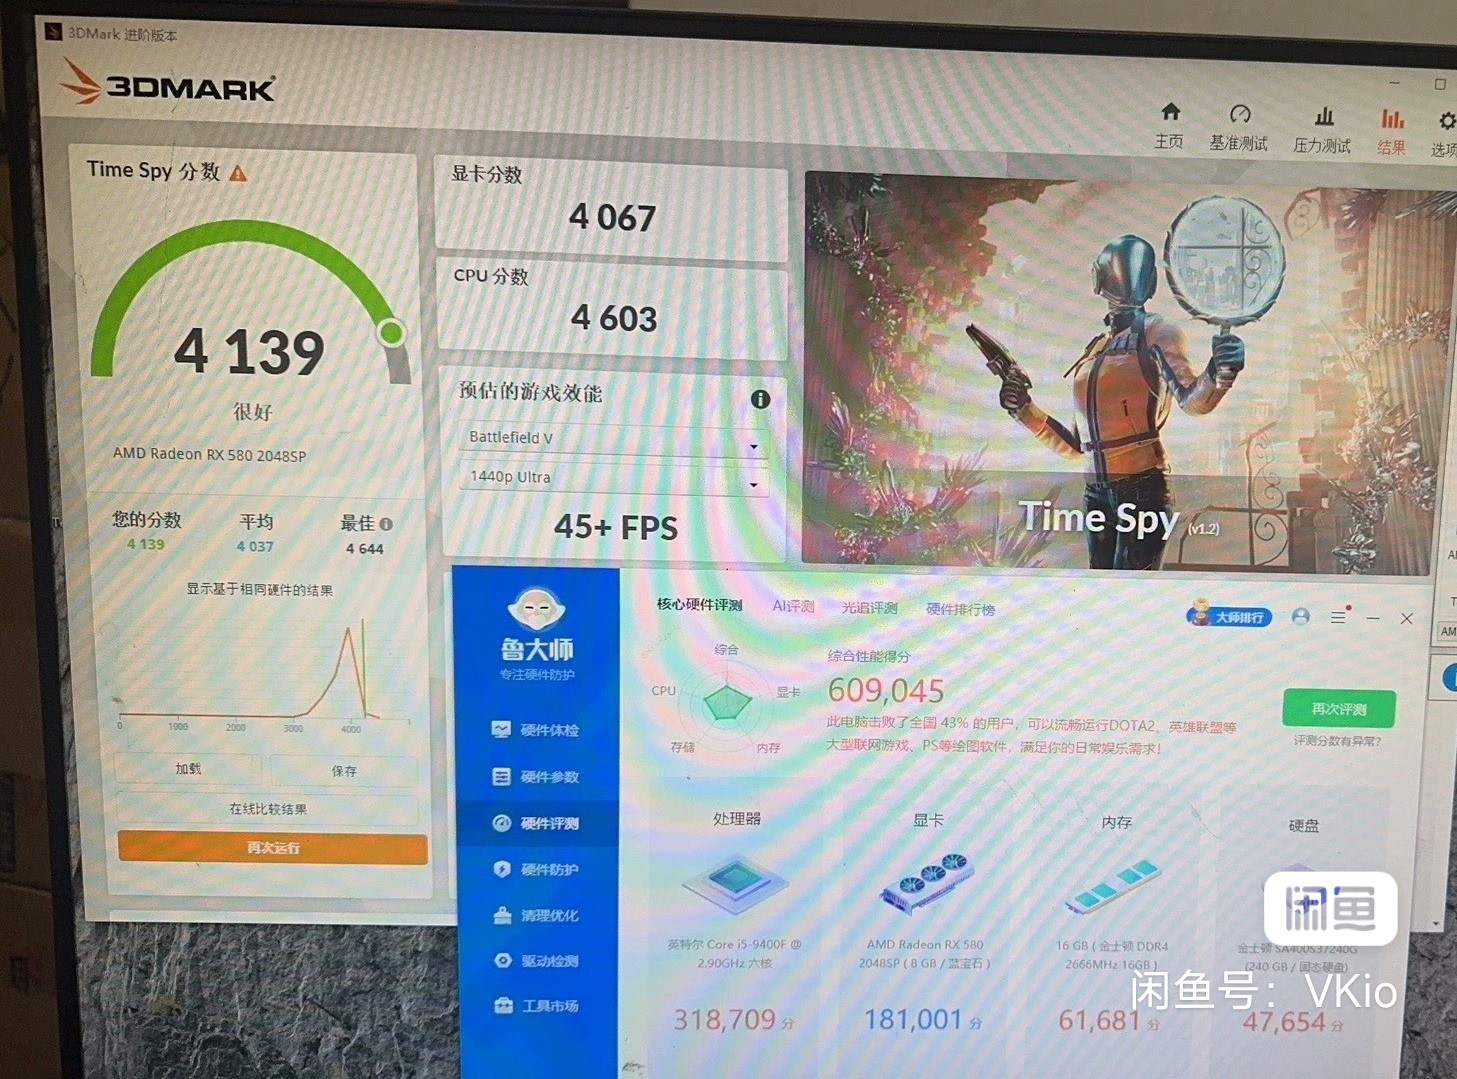 3DMark 进阶版本
3DMARK
主页
基准测试
压力测试
结果
选项
Time Spy 分数
4 139
很好
AMD Radeon RX 580 2048SP
您的分数
平均
最佳
4 139
4 037
4 644
显示基于相同硬件的结果
0
1000
2000
3000
4000
加载
保存
在线比较结果
再次运行
显卡分数
4 067
CPU 分数
4 603
预估的游戏效能
Battlefield V
1440p Ultra
45+ FPS
Time Spy (v1.2)
鲁大师
专注硬件防护
硬件体检
硬件参数
硬件评测
硬件防护
清理优化
驱动检测
工具市场
核心硬件评测
AI评测
光追评测
硬件排行榜
大师排行
综合
CPU
显卡
存储
内存
综合性能得分
609,045
此电脑击败了全国 43% 的用户，可以流畅运行DOTA2、英雄联盟等
大型联网游戏、PS等绘图软件，满足你的日常娱乐需求！
再次评测
评测分数有异常?
处理器
显卡
内存
硬盘
英特尔 Core i5-9400F @
2.90GHz 六核
AMD Radeon RX 580
2048SP ( 8 GB / 蓝宝石 )
16 GB ( 金士顿 DDR4
2666MHz 16GB )
金士顿 SA400S37240G
(240 GB / 固态硬盘)
318,709 分
181,001 分
61,681 分
47,654 分
闲鱼
闲鱼号：VKio